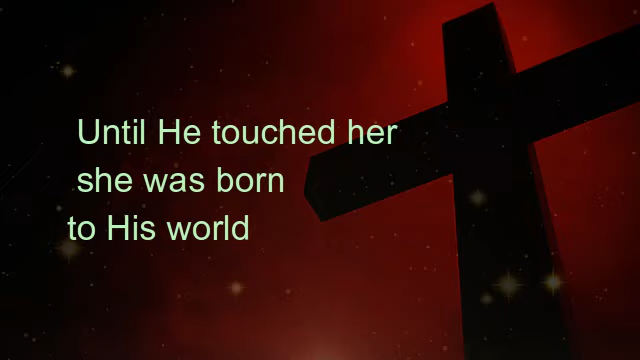 Until He touched her
she was born
to His world